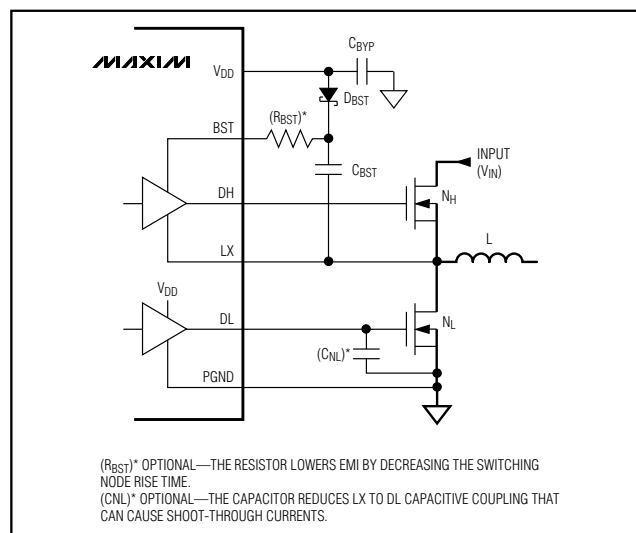 MAXIM
VDD
CBYP
DBST
(RBST)*
BST
CBST
INPUT
(VIN)
DH
NH
L
LX
VDD
DL
NL
(CNL)*
PGND
(RBST)* OPTIONAL—THE RESISTOR LOWERS EMI BY DECREASING THE SWITCHING
NODE RISE TIME.
(CNL)* OPTIONAL—THE CAPACITOR REDUCES LX TO DL CAPACITIVE COUPLING THAT
CAN CAUSE SHOOT-THROUGH CURRENTS.